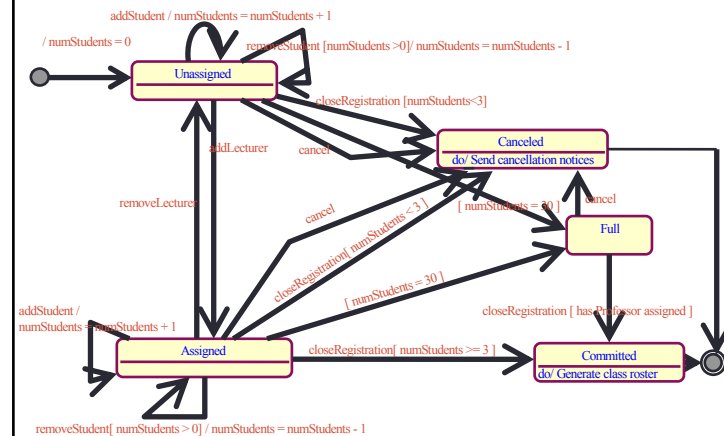 addStudent / numStudents = numStudents + 1
/ numStudents = 0
removeStudent [numStudents >0]/ numStudents = numStudents - 1
Unassigned
closeRegistration [numStudents<3]
Canceled
do/ Send cancellation notices
addLecturer
cancel
removeLecturer
cancel
closeRegistration[ numStudents < 3 ]
[ numStudents = 30 ]
cancel
Full
[ numStudents = 30 ]
addStudent /
numStudents = numStudents + 1
closeRegistration [ has Professor assigned ]
Assigned
closeRegistration[ numStudents >= 3 ]
Committed
do/ Generate class roster
removeStudent[ numStudents > 0] / numStudents = numStudents - 1